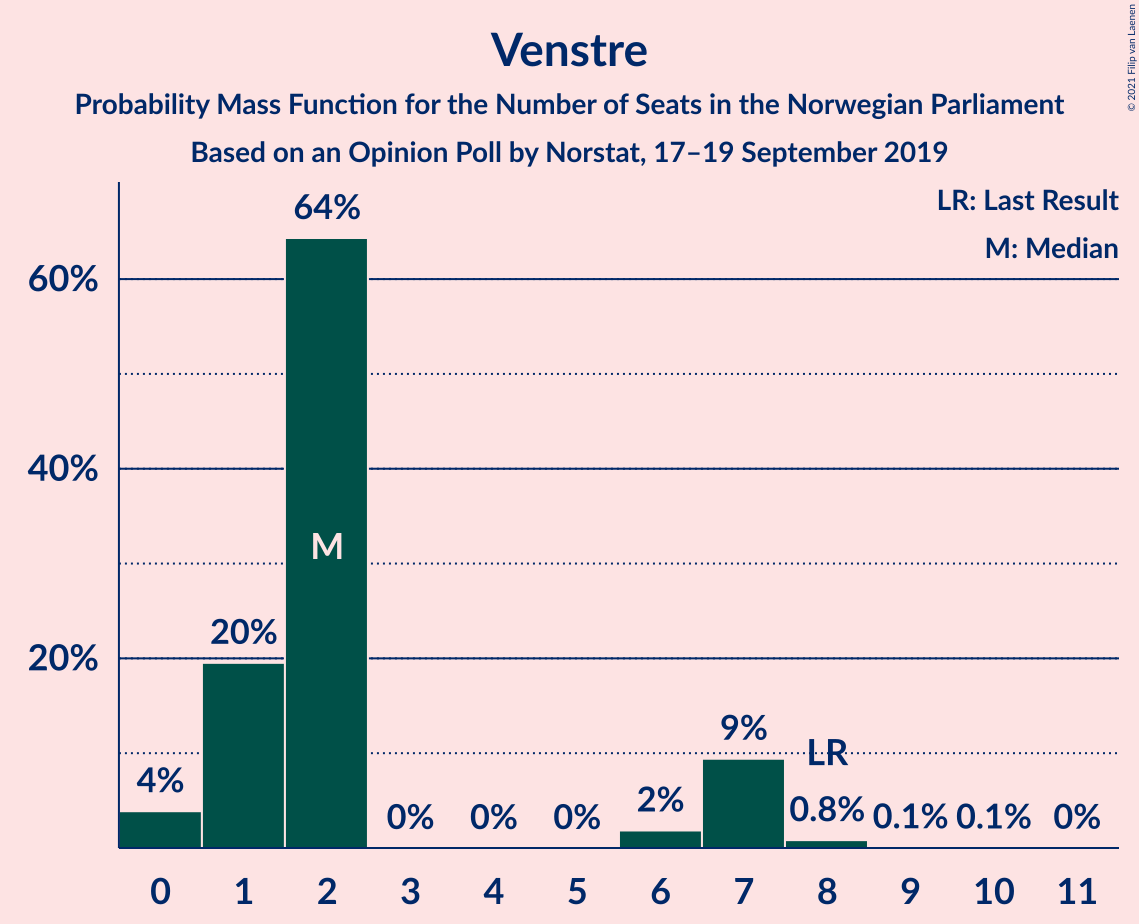 Venstre
Probability Mass Function for the Number of Seats in the Norwegian Parliament
Based on an Opinion Poll by Norstat, 17–19 September 2019
© 2021 Filip van Laenen
LR: Last Result
M: Median
64%
60%
40%
M
20%
20%
9%
LR
4%
0%
0%
0%
2%
0.8%
0.1%
0.1%
0%
0 1 2 3 4 5 6 7 8 9 10 11